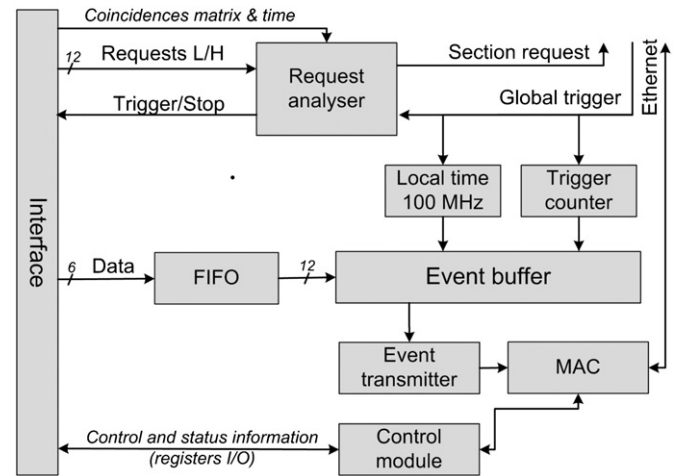 Coincidences matrix & time
12
Requests L/H
Request
analyser
Section request
Trigger/Stop
Global trigger
Ethernet
Interface
Local time
100 MHz
Trigger
counter
6
Data
FIFO
12
Event buffer
Event
transmitter
MAC
Control and status information
(registers I/O)
Control
module